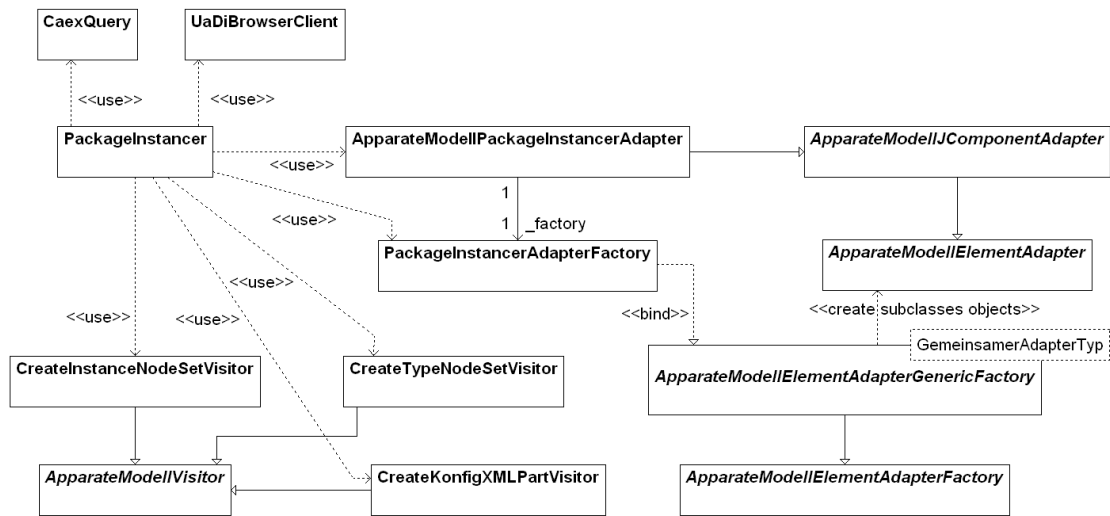 CaexQuery
UaDiBrowserClient
<<use>>
<<use>>
PackageInstancer
ApparateModellPackageInstancerAdapter
ApparateModellJComponentAdapter
<<use>>
1
<<use>>
1
_factory
PackageInstancerAdapterFactory
ApparateModellElementAdapter
<<use>>
<<use>>
<<use>>
<<bind>>
<<create subclasses objects>>
GemeinsamerAdapterTyp
CreateInstanceNodeSetVisitor
CreateTypeNodeSetVisitor
ApparateModellElementAdapterGenericFactory
ApparateModellVisitor
CreateKonfigXMLPartVisitor
ApparateModellElementAdapterFactory